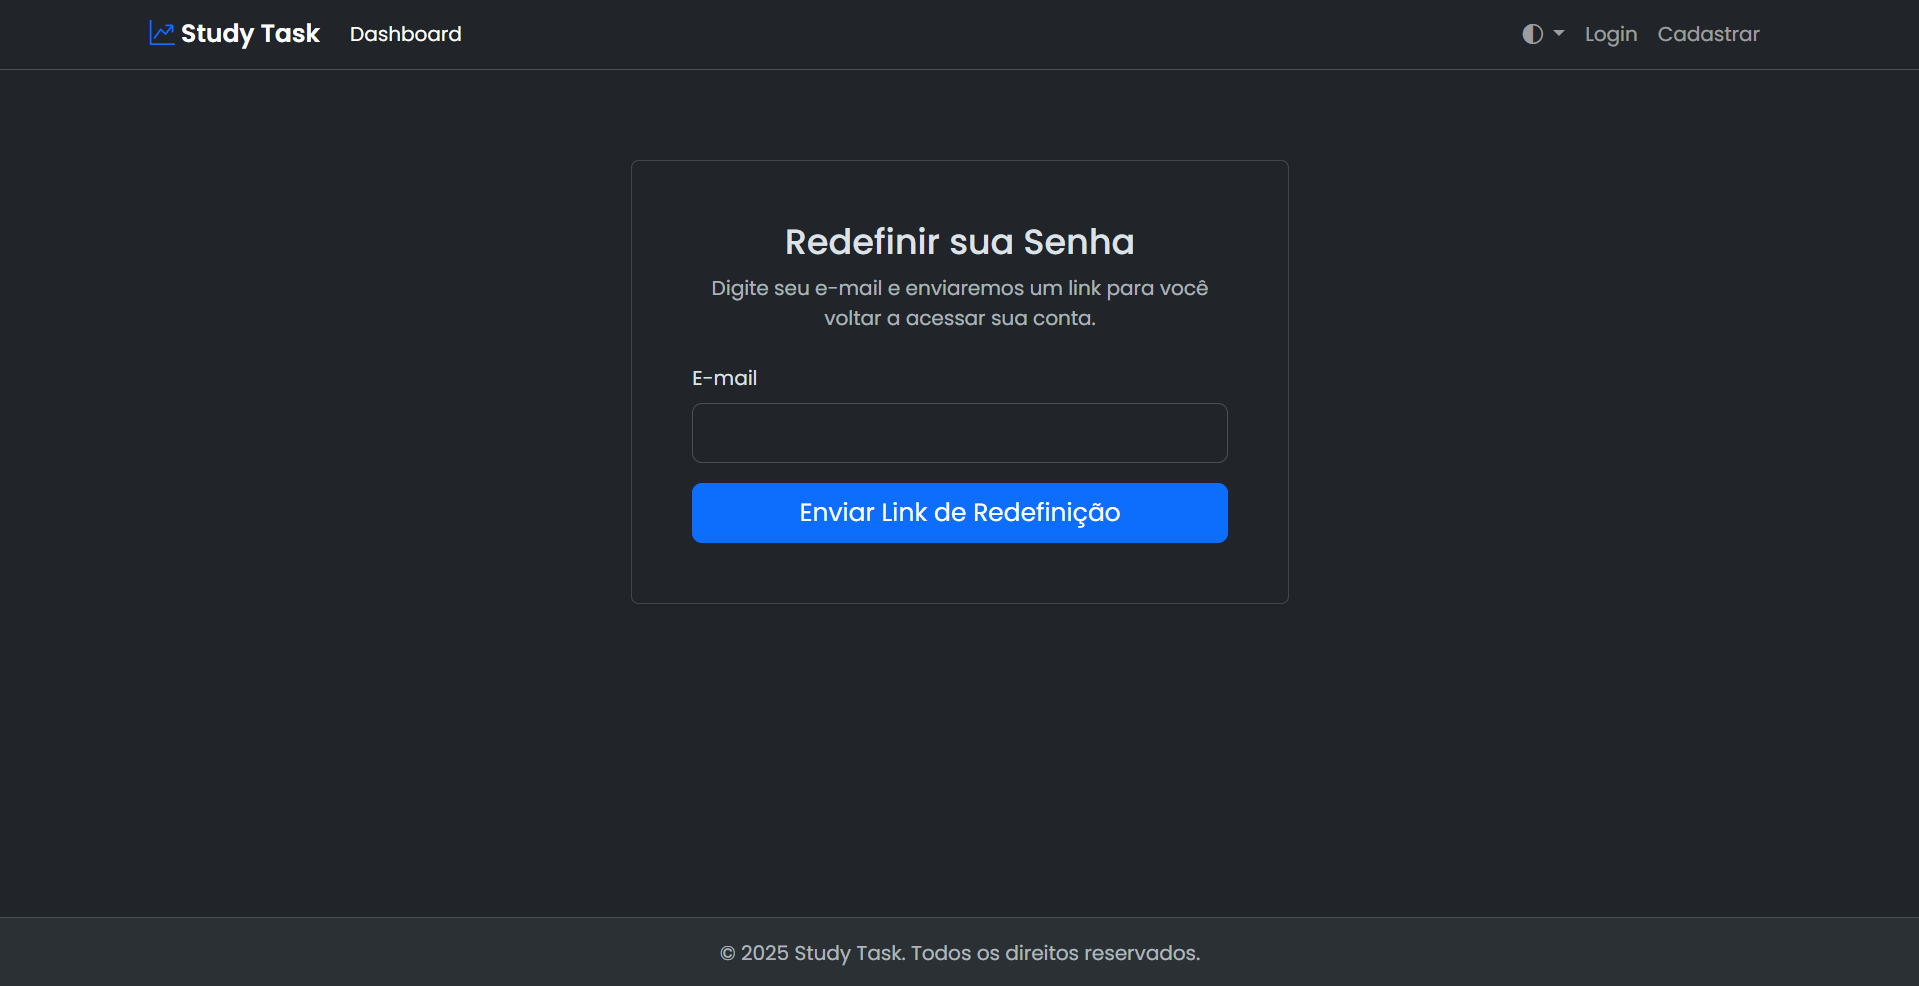 Study Task
Dashboard
Login
Cadastrar
Redefinir sua Senha
Digite seu e-mail e enviaremos um link para você
voltar a acessar sua conta.
E-mail
Enviar Link de Redefinição
© 2025 Study Task. Todos os direitos reservados.